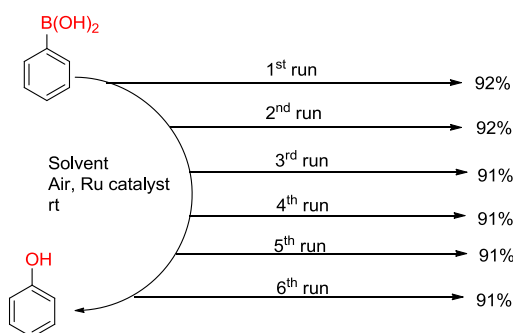 B(OH)₂
1ˢᵗ run 92%
2ⁿᵈ run 92%
Solvent
Air, Ru catalyst
rt
3ʳᵈ run 91%
4ᵗʰ run 91%
5ᵗʰ run 91%
OH
6ᵗʰ run 91%